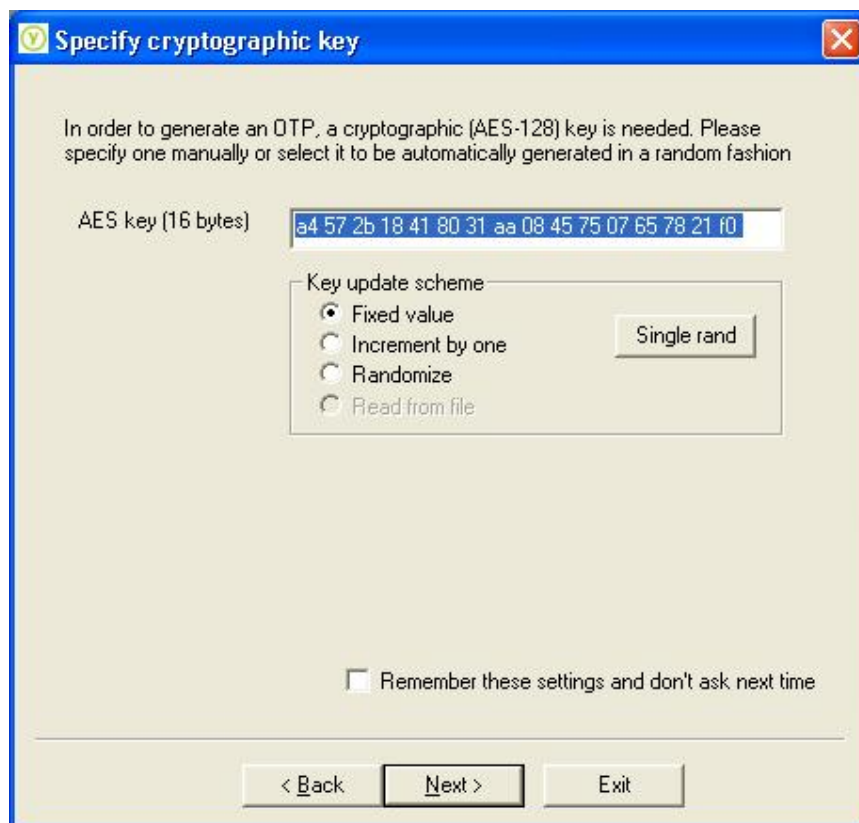 Specify cryptographic key
In order to generate an OTP, a cryptographic (AES-128) key is needed. Please
specify one manually or select it to be automatically generated in a random fashion
AES key (16 bytes)
a4 57 2b 18 41 80 31 aa 08 45 75 07 65 78 21 f0
Key update scheme
Fixed value
Single rand
Increment by one
Randomize
Read from file
Remember these settings and don't ask next time
< Back
Next >
Exit